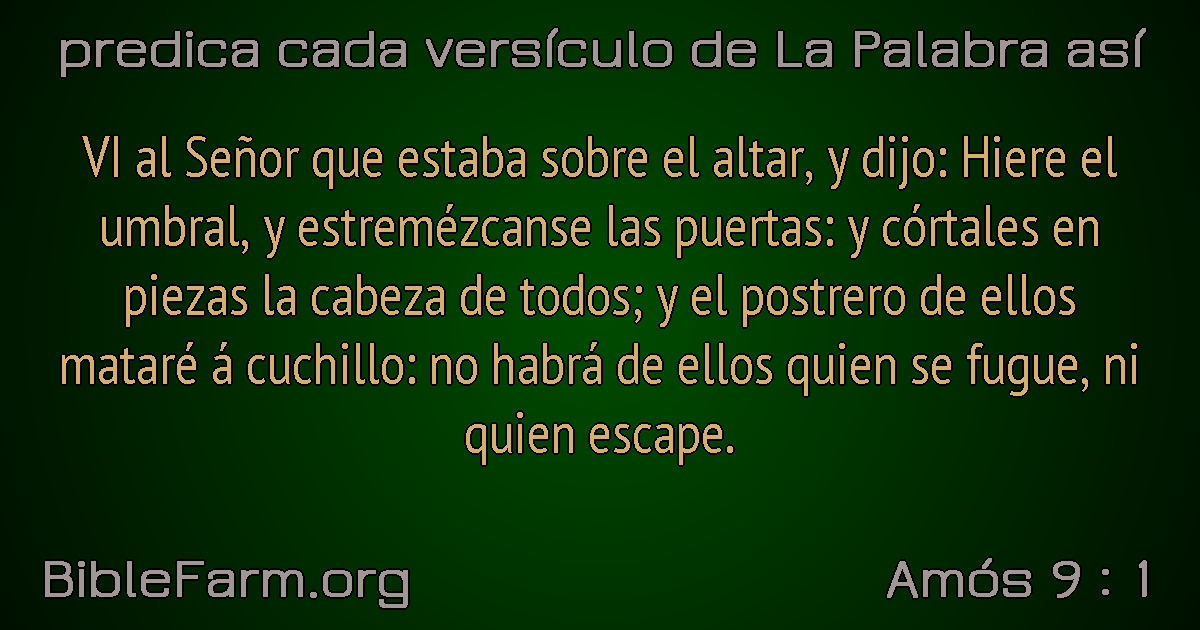 predica cada versículo de La Palabra así
VI al Señor que estaba sobre el altar, y dijo: Hiere el
umbral, y estremézcanse las puertas: y córtales en
piezas la cabeza de todos; y el postrero de ellos
mataré á cuchillo: no habrá de ellos quien se fugue, ni
quien escape.
BibleFarm.org
Amós 9 : 1